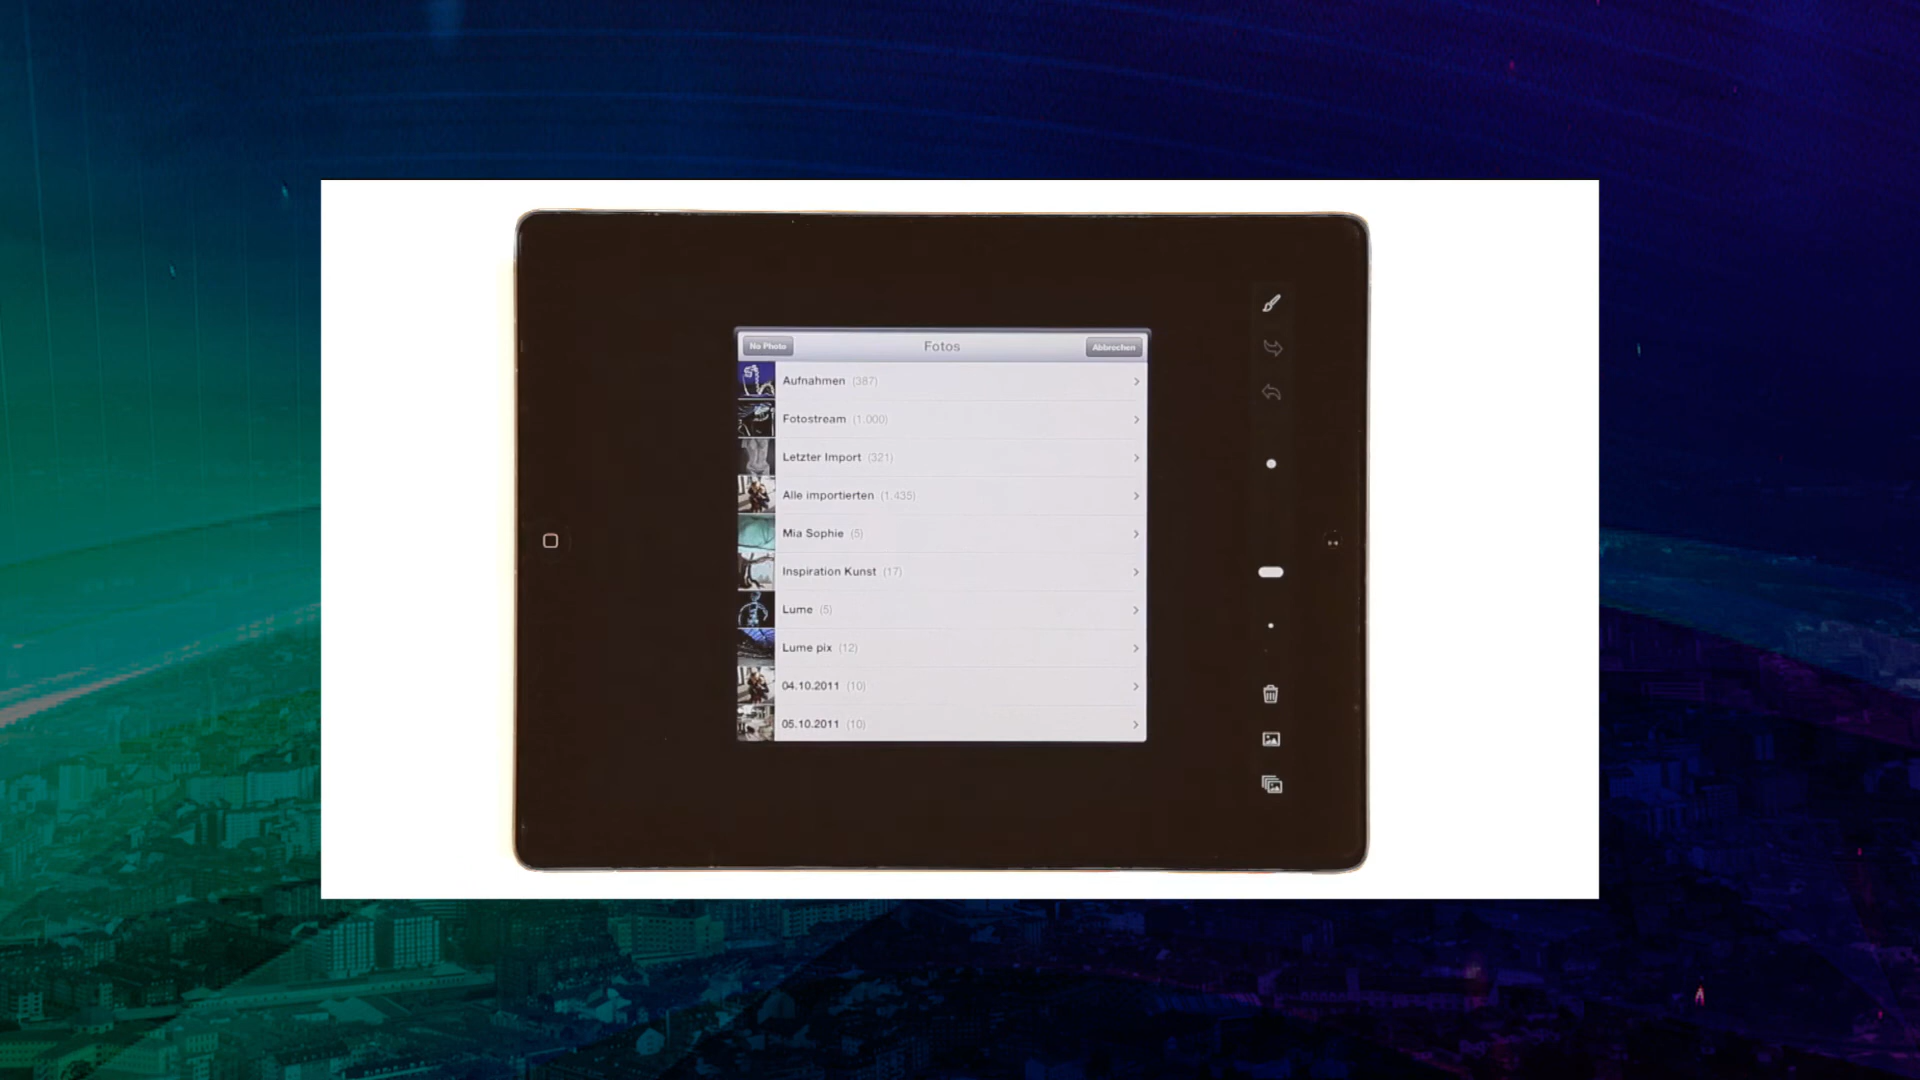 No Photo
Fotos
Abbrechen
Aufnahmen (387)
Fotostream (1.000)
Letzter Import (321)
Alle importierten (1.435)
Mia Sophie (5)
Inspiration Kunst (17)
Lume (5)
Lume pix (12)
04.10.2011 (10)
05.10.2011 (10)